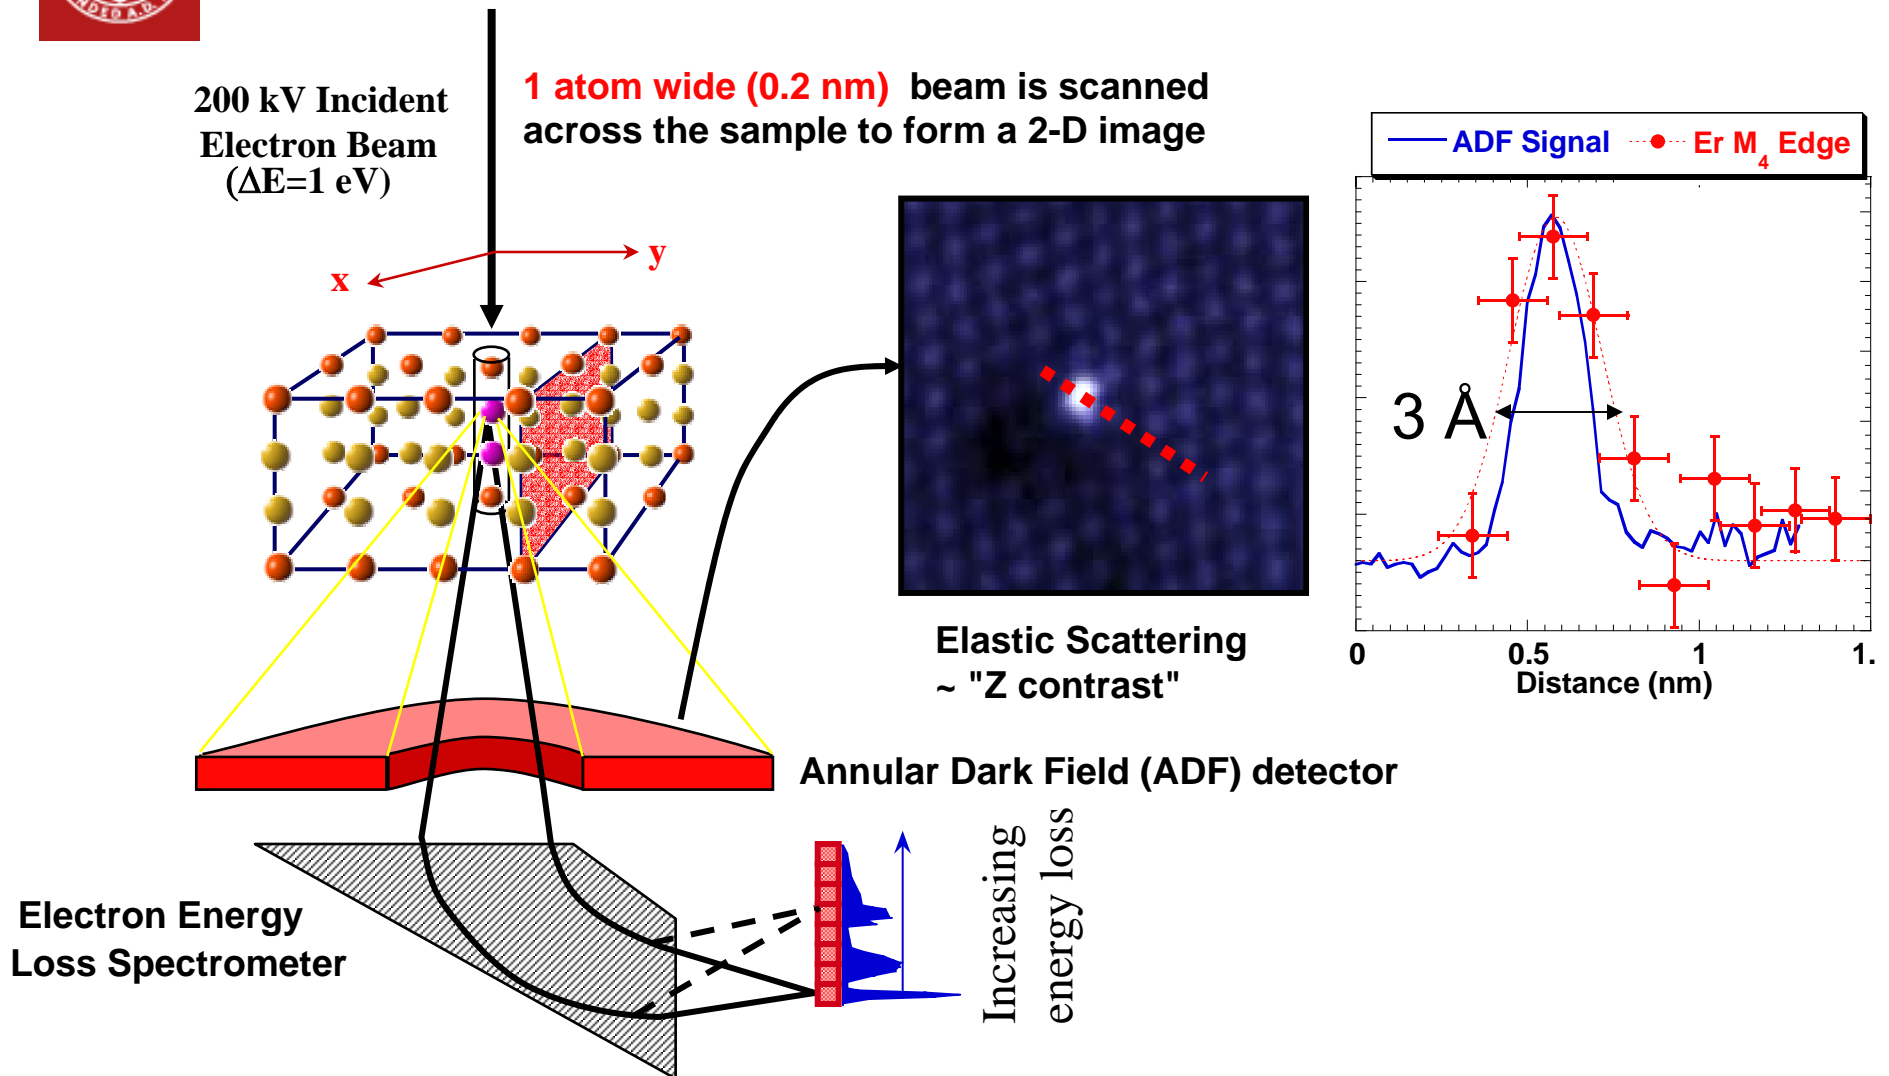 NDED A.D.
200 kV Incident
Electron Beam
(ΔE=1 eV)
1 atom wide (0.2 nm) beam is scanned
across the sample to form a 2-D image
x
y
ADF Signal
Er M4 Edge
3 Å
0
0.5
1
1.
Distance (nm)
Elastic Scattering
~ "Z contrast"
Annular Dark Field (ADF) detector
Increasing
energy loss
Electron Energy
Loss Spectrometer